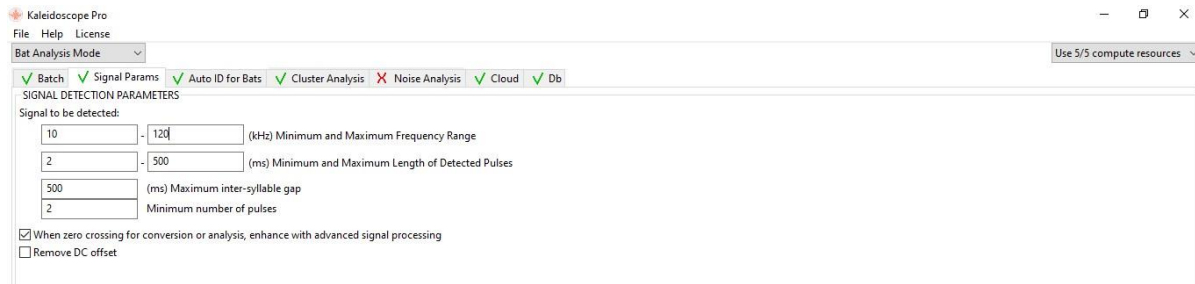 Kaleidoscope Pro
File Help License
Bat Analysis Mode Use 5/5 compute resources
Batch Signal Params Auto ID for Bats Cluster Analysis Noise Analysis Cloud Db
SIGNAL DETECTION PARAMETERS
Signal to be detected:
10 - 120 (kHz) Minimum and Maximum Frequency Range
2 - 500 (ms) Minimum and Maximum Length of Detected Pulses
500 (ms) Maximum inter-syllable gap
2 Minimum number of pulses
When zero crossing for conversion or analysis, enhance with advanced signal processing
Remove DC offset